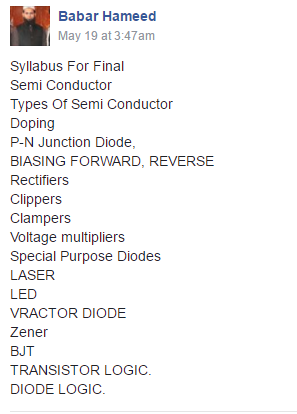 Babar Hameed
May 19 at 3:47am
Syllabus For Final
Semi Conductor
Types Of Semi Conductor
Doping
P-N Junction Diode,
BIASING FORWARD, REVERSE
Rectifiers
Clippers
Clampers
Voltage multipliers
Special Purpose Diodes
LASER
LED
VRACTOR DIODE
Zener
BJT
TRANSISTOR LOGIC.
DIODE LOGIC.